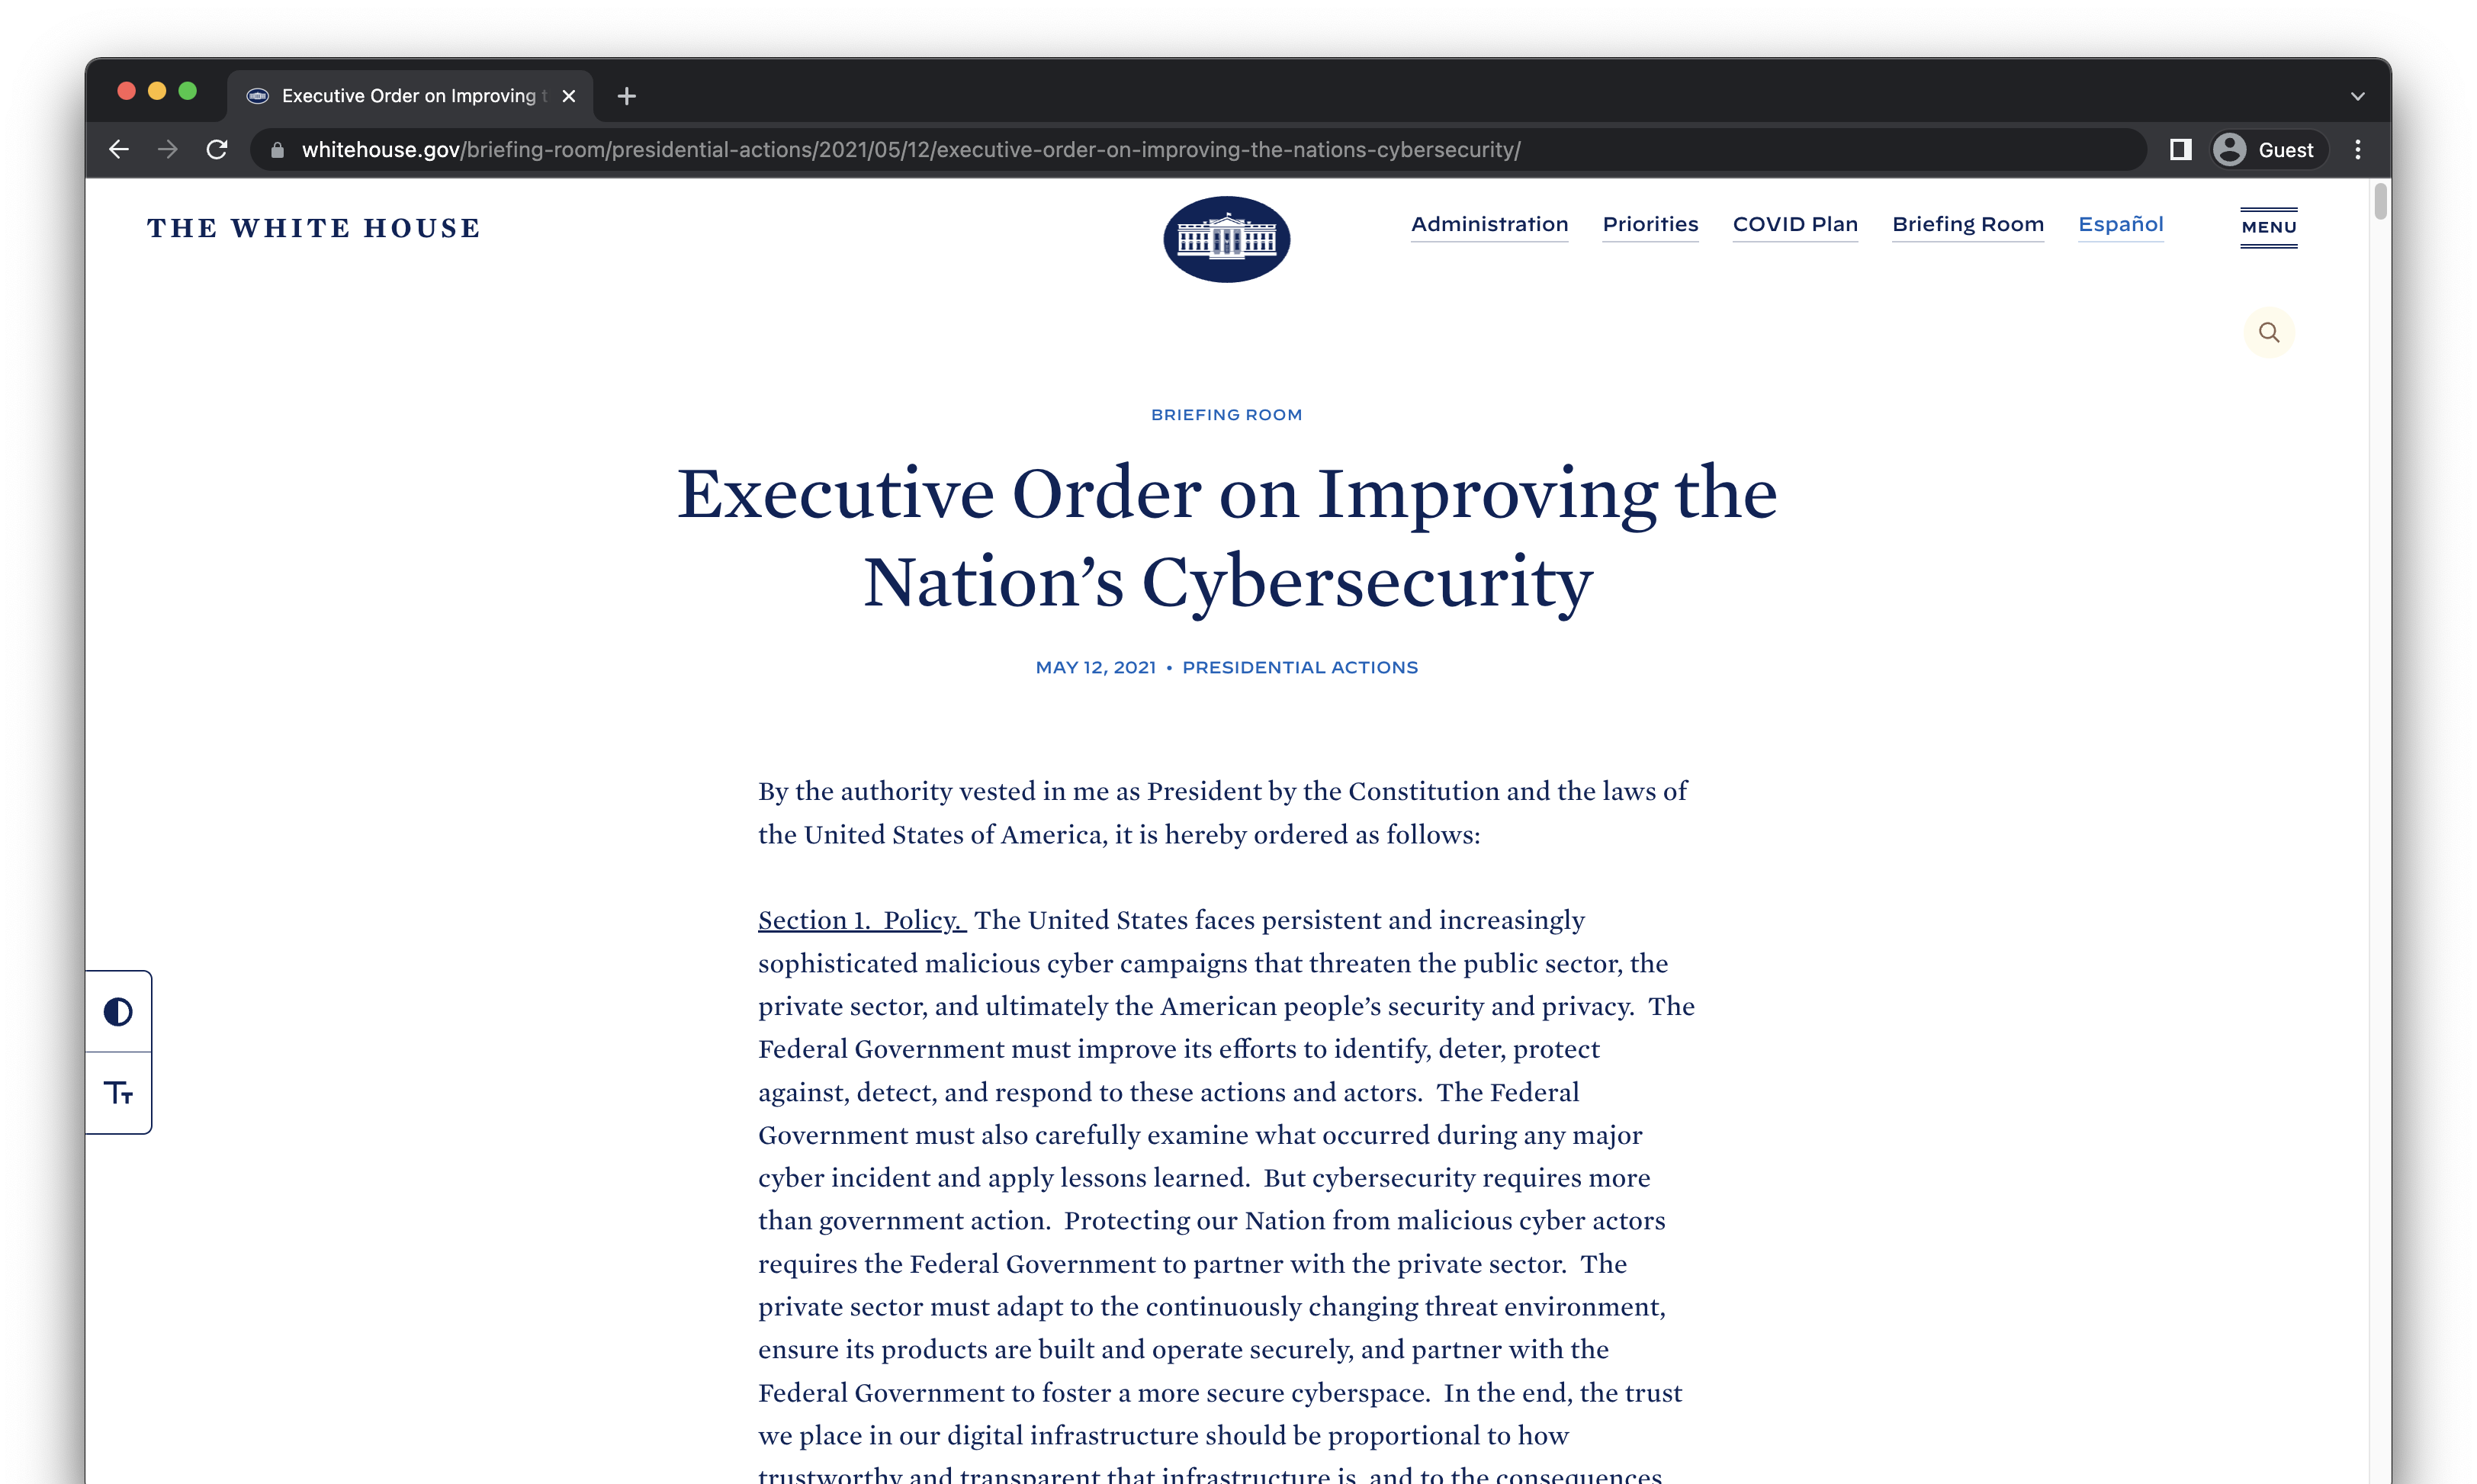 Executive Order on Improving t
whitehouse.gov/briefing-room/presidential-actions/2021/05/12/executive-order-on-improving-the-nations-cybersecurity/
Guest
THE WHITE HOUSE
Administration Priorities COVID Plan Briefing Room Español
MENU
BRIEFING ROOM
Executive Order on Improving the
Nation’s Cybersecurity
MAY 12, 2021 • PRESIDENTIAL ACTIONS
By the authority vested in me as President by the Constitution and the laws of
the United States of America, it is hereby ordered as follows:
Section 1.  Policy.  The United States faces persistent and increasingly
sophisticated malicious cyber campaigns that threaten the public sector, the
private sector, and ultimately the American people’s security and privacy.  The
Federal Government must improve its efforts to identify, deter, protect
against, detect, and respond to these actions and actors.  The Federal
Government must also carefully examine what occurred during any major
cyber incident and apply lessons learned.  But cybersecurity requires more
than government action.  Protecting our Nation from malicious cyber actors
requires the Federal Government to partner with the private sector.  The
private sector must adapt to the continuously changing threat environment,
ensure its products are built and operate securely, and partner with the
Federal Government to foster a more secure cyberspace.  In the end, the trust
we place in our digital infrastructure should be proportional to how
trustworthy and transparent that infrastructure is, and to the consequences
Tт